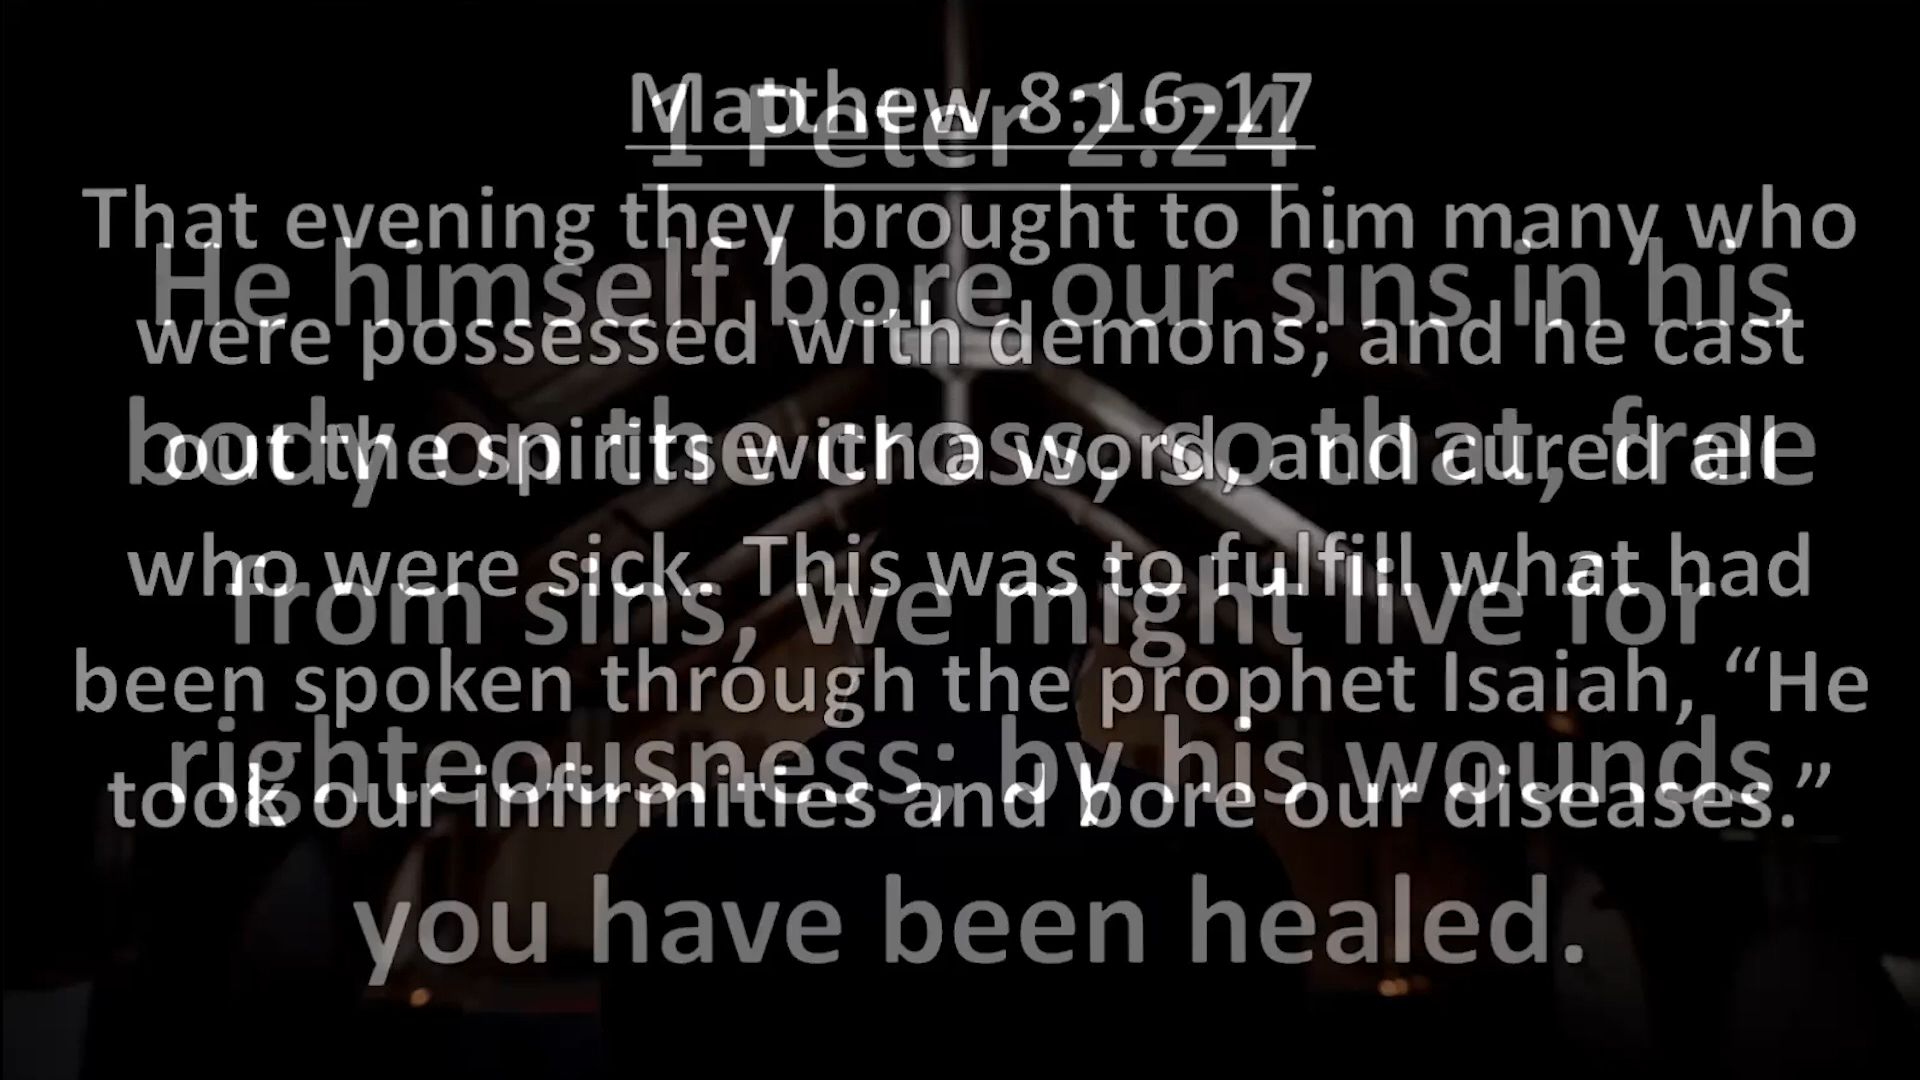 Matthew 8:16-17
That evening they brought to him many who
were possessed with demons; and he cast
out the spirits with a word, and cured all
who were sick. This was to fulfill what had
been spoken through the prophet Isaiah, “He
took our infirmities and bore our diseases.”
1 Peter 2:24
He himself bore our sins in his
body on the cross, so that, free
from sins, we might live for
righteousness; by his wounds
you have been healed.